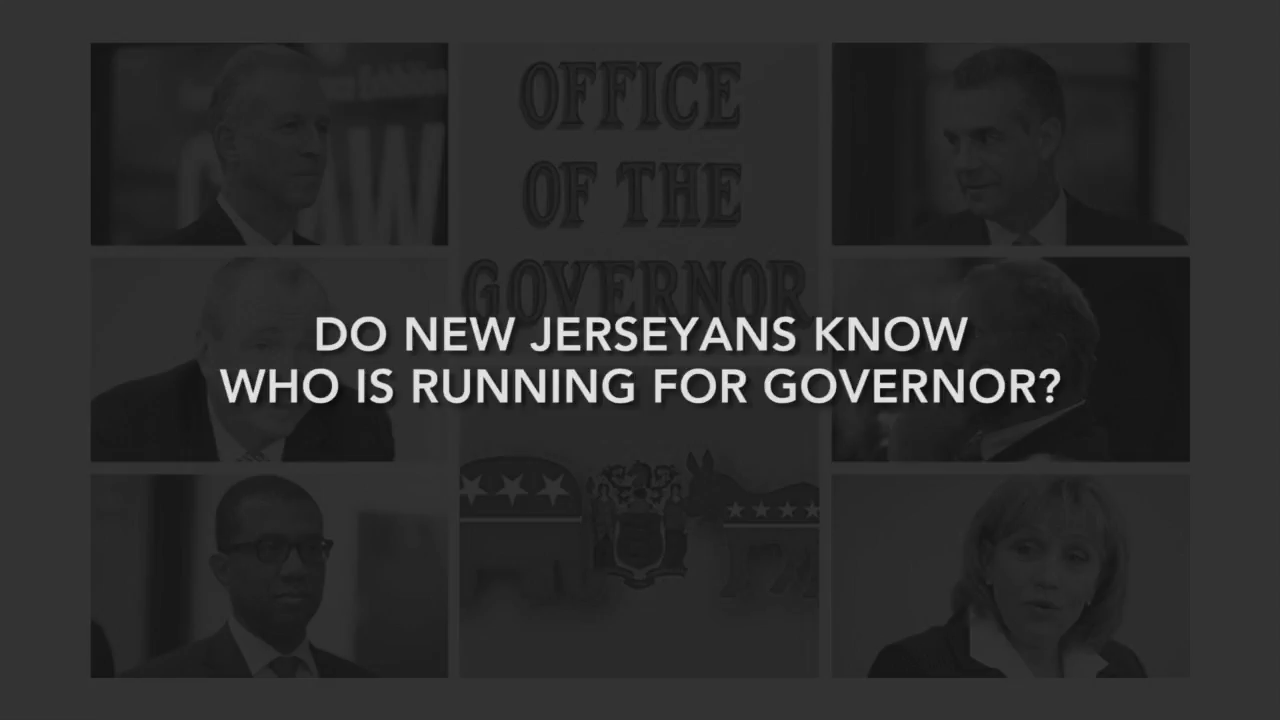 OFFICE
OF THE
GOVERNOR
DO NEW JERSEYANS KNOW
WHO IS RUNNING FOR GOVERNOR?